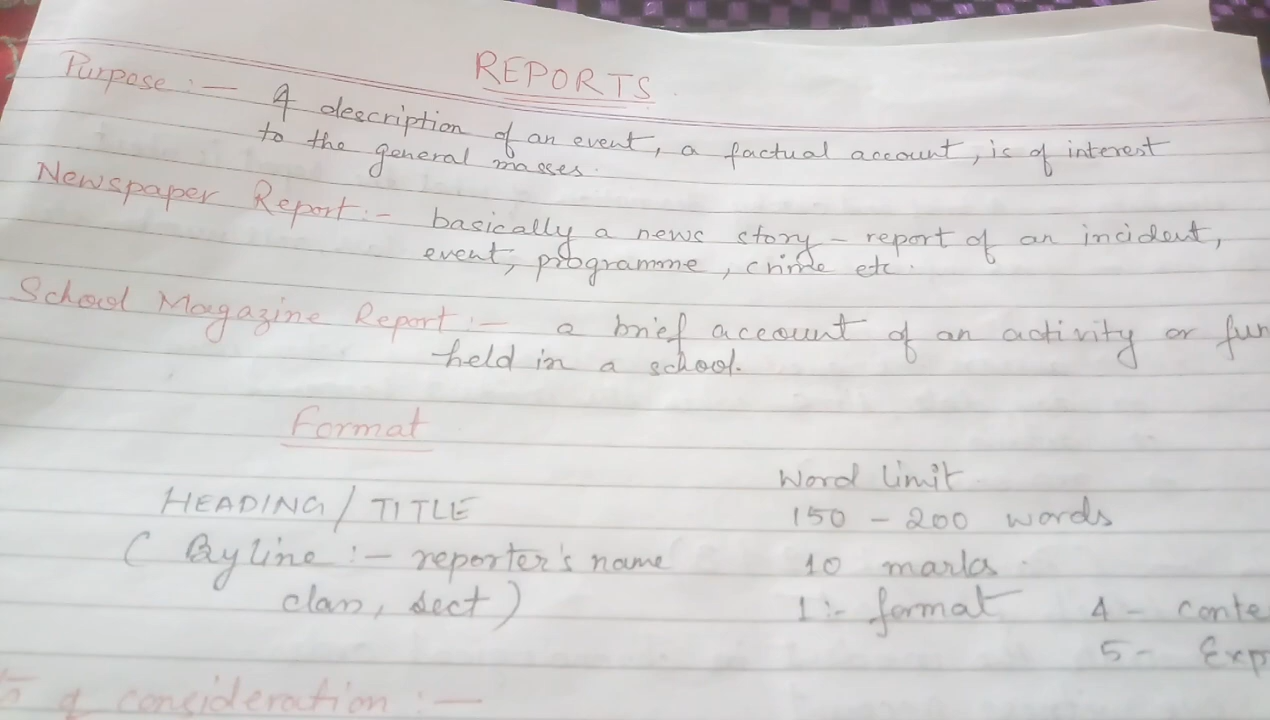 REPORTS
Purpose :- A description of an event, a factual account, is of interest
to the general masses.
Newspaper Report :- basically a news story - report of an incident,
event, programme, crime etc.
School Magazine Report :- a brief account of an activity or fun
held in a school.
Format
HEADING / TITLE
( By line :- reporter's name
class, sect )
Word limit
150 - 200 words
10 marks
1 :- format 4 - conte
5 - Exp
of consideration :-